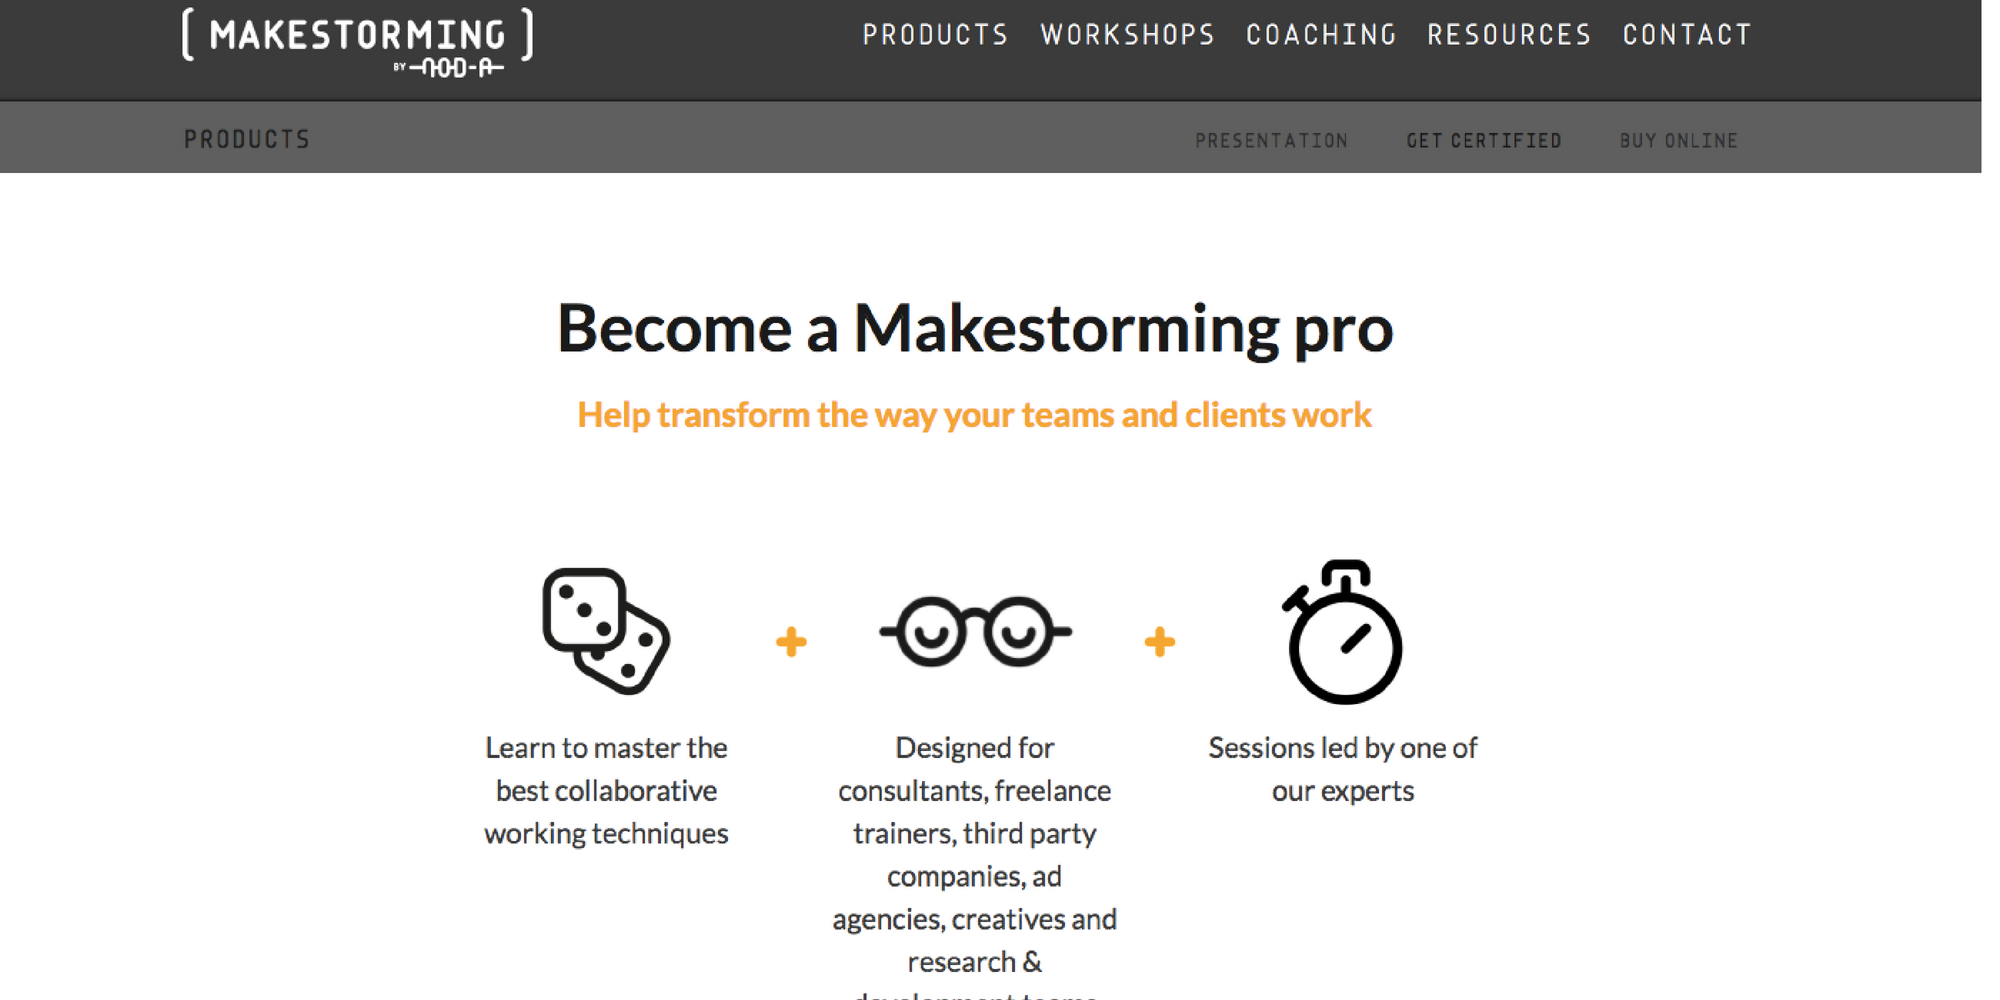 [ MAKESTORMING ]
BY NOD-A
PRODUCTS WORKSHOPS COACHING RESOURCES CONTACT
PRODUCTS
PRESENTATION GET CERTIFIED BUY ONLINE
Become a Makestorming pro
Help transform the way your teams and clients work
Learn to master the
best collaborative
working techniques
Designed for
consultants, freelance
trainers, third party
companies, ad
agencies, creatives and
research &
development teams
Sessions led by one of
our experts